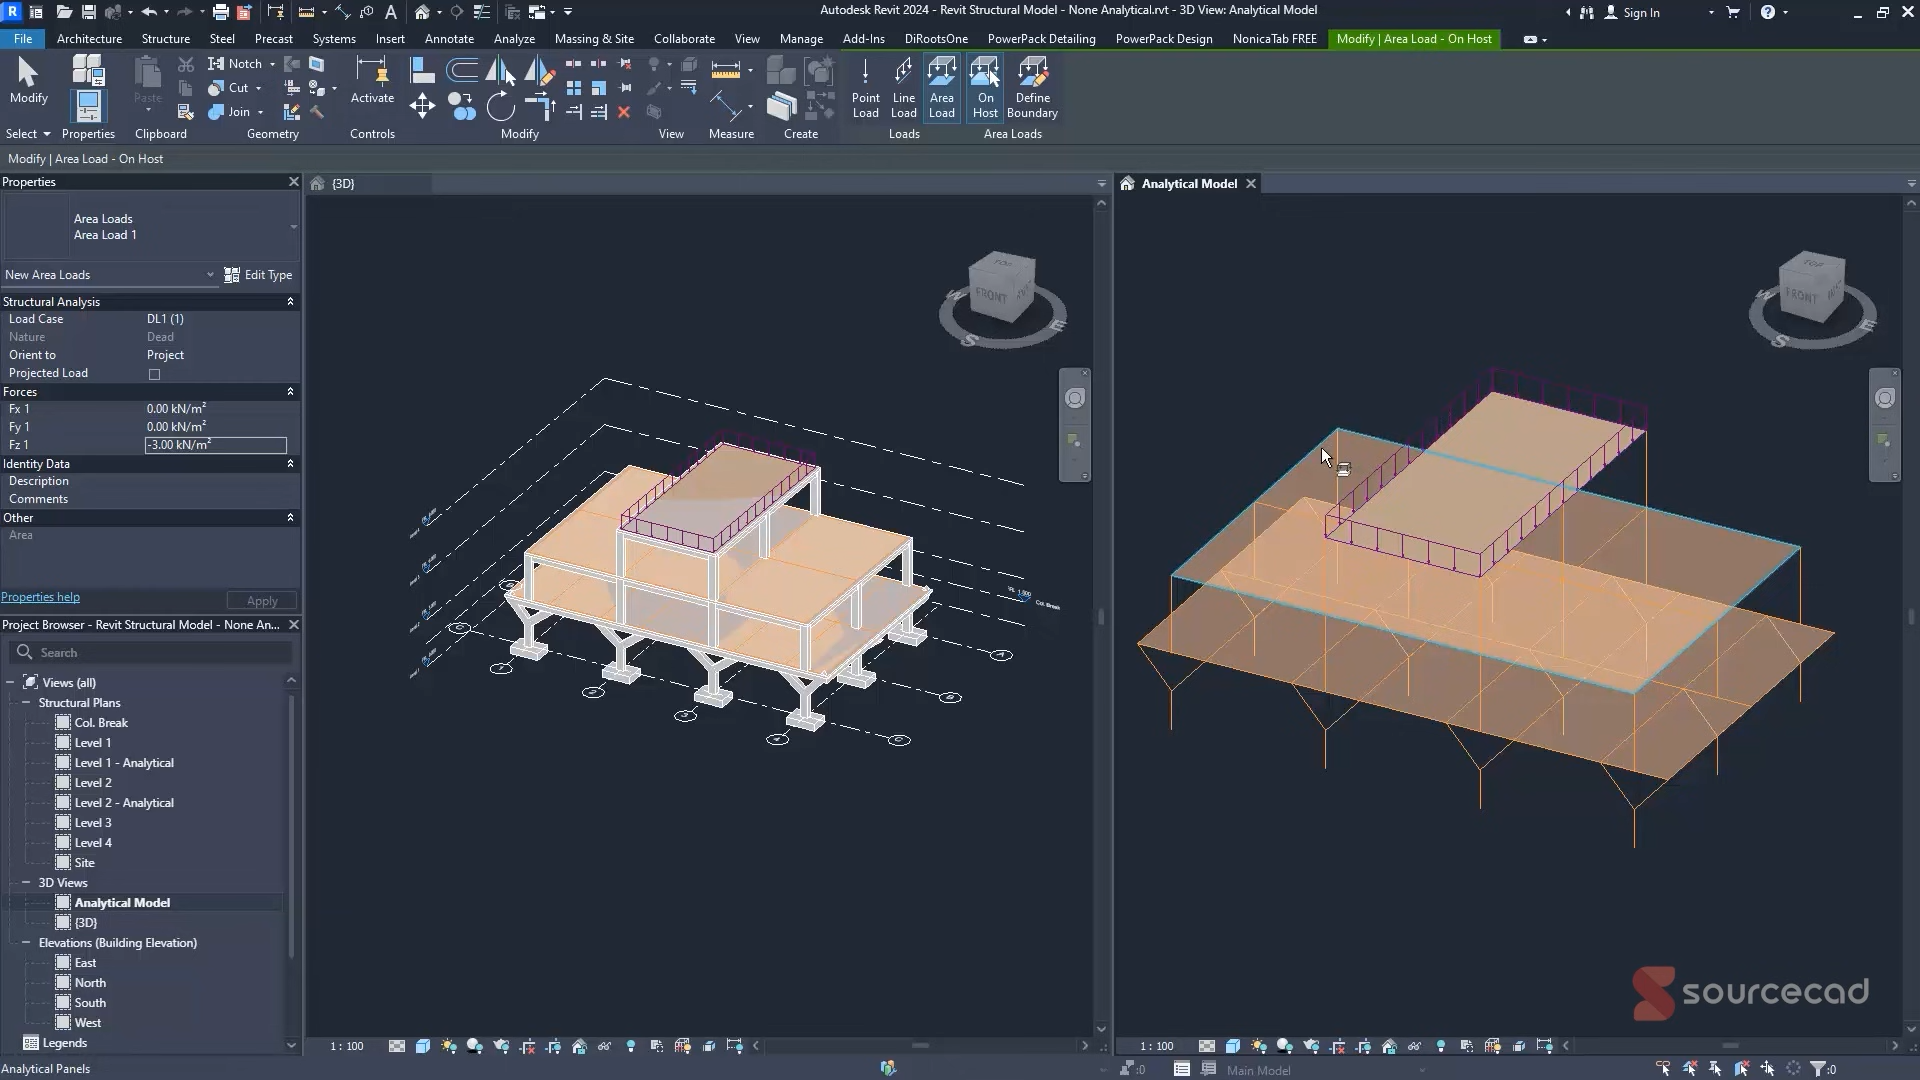 Autodesk Revit 2024 - Revit Structural Model - None Analytical.rvt - 3D View: Analytical Model
Sign In
File Architecture Structure Steel Precast Systems Insert Annotate Analyze Massing & Site Collaborate View Manage Add-Ins DiRootsOne PowerPack Detailing PowerPack Design NonicaTab FREE Modify | Area Load - On Host
Modify
Paste
Notch
Cut
Join
Activate
Point Load
Line Load
Area Load
On Host
Define Boundary
Select Properties Clipboard Geometry Controls Modify View Measure Create Loads Area Loads
Modify | Area Load - On Host
Properties
Area Loads
Area Load 1
New Area Loads
Edit Type
Structural Analysis
Load Case DL1 (1)
Nature Dead
Orient to Project
Projected Load
Forces
Fx 1 0.00 kN/m²
Fy 1 0.00 kN/m²
Fz 1 -3.00 kN/m²
Identity Data
Description
Comments
Other
Area
Properties help
Apply
Project Browser - Revit Structural Model - None An...
Search
Views (all)
Structural Plans
Col. Break
Level 1
Level 1 - Analytical
Level 2
Level 2 - Analytical
Level 3
Level 4
Site
3D Views
Analytical Model
{3D}
Elevations (Building Elevation)
East
North
South
West
Legends
{3D}
TOP
FRONT
W
S
E
Col. Break
1 : 100
Analytical Model
TOP
FRONT
W
S
E
sourcecad
1 : 100
Analytical Panels
:0
Main Model
:0